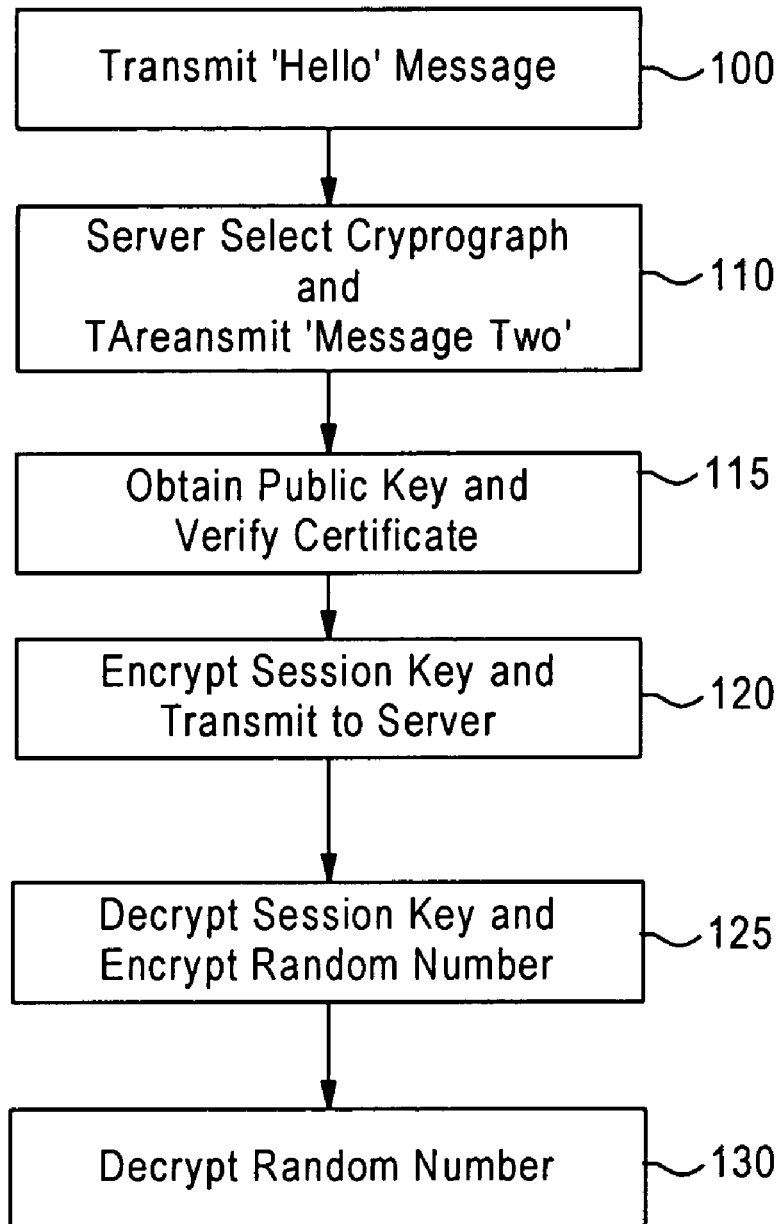 Transmit 'Hello' Message
100
Server Select Cryprograph
and
TAreansmit 'Message Two'
110
Obtain Public Key and
Verify Certificate
115
Encrypt Session Key and
Transmit to Server
120
Decrypt Session Key and
Encrypt Random Number
125
Decrypt Random Number
130